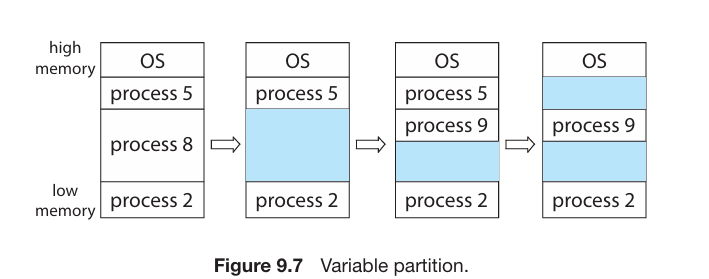 high
memory
OS
OS
OS
OS
process 5
process 5
process 5
process 9
process 9
process 8
low
memory
process 2
process 2
process 2
process 2
Figure 9.7 Variable partition.